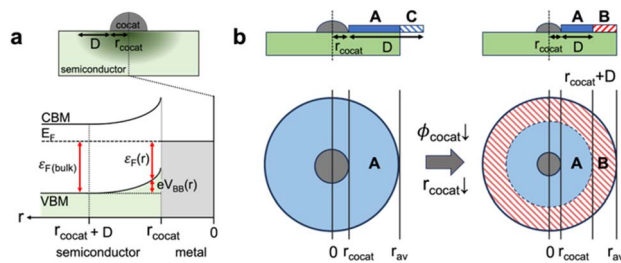 a
cocat
D
r_cocat
semiconductor
CBM
E_F
ε_F(bulk)
ε_F(r)
eV_BB(r)
VBM
r
r_cocat + D
r_cocat
0
semiconductor
metal
b
A
C
r_cocat
D
A
0
r_cocat
r_av
ϕ_cocat↓
r_cocat↓
A
B
r_cocat
D
r_cocat+D
A
B
0
r_cocat
r_av